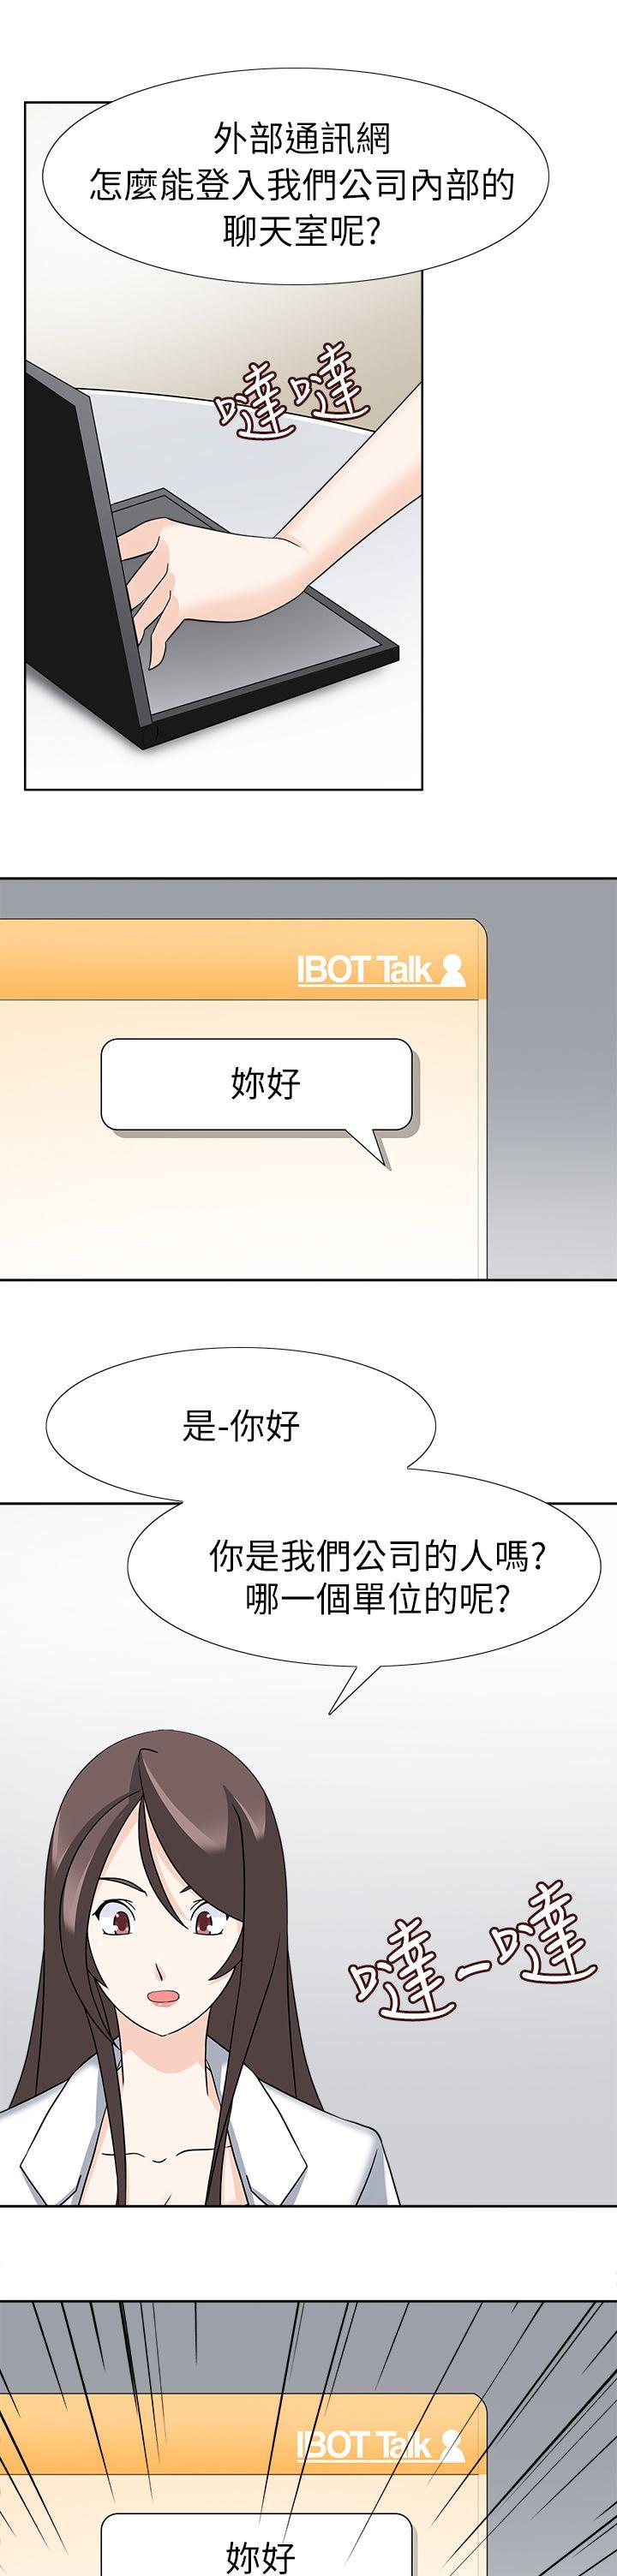 外部通訊網
怎麼能登入我們公司內部的
聊天室呢?
噠噠
IBOT Talk
妳好
是-你好
你是我們公司的人嗎?
哪一個單位的呢?
噠-噠
IBOT Talk
妳好